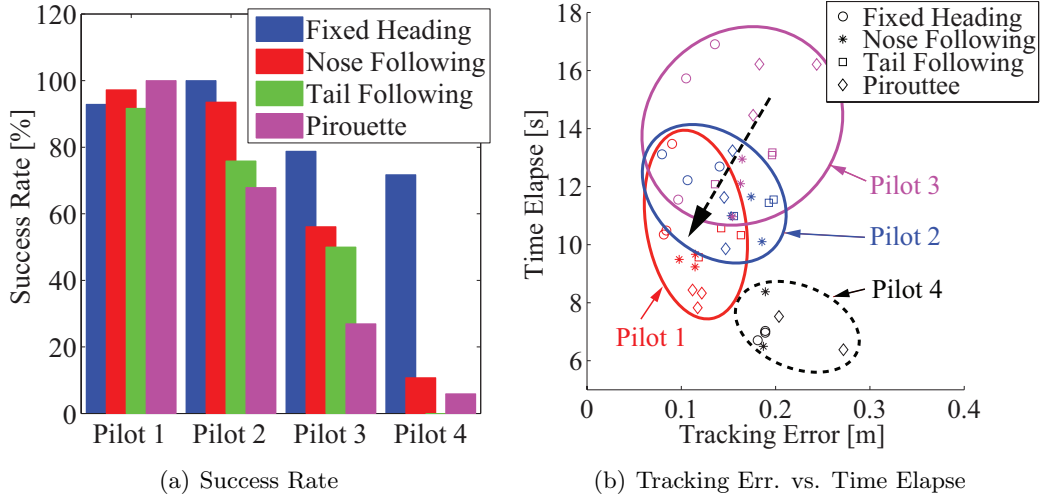 Fixed Heading
Nose Following
Tail Following
Pirouette
Success Rate [%]
120
100
80
60
40
20
0
Pilot 1
Pilot 2
Pilot 3
Pilot 4
(a) Success Rate
Fixed Heading
Nose Following
Tail Following
Pirouttee
Time Elapse [s]
18
16
14
12
10
8
6
Pilot 3
Pilot 2
Pilot 4
Pilot 1
0
0.1
0.2
0.3
0.4
Tracking Error [m]
(b) Tracking Err. vs. Time Elapse